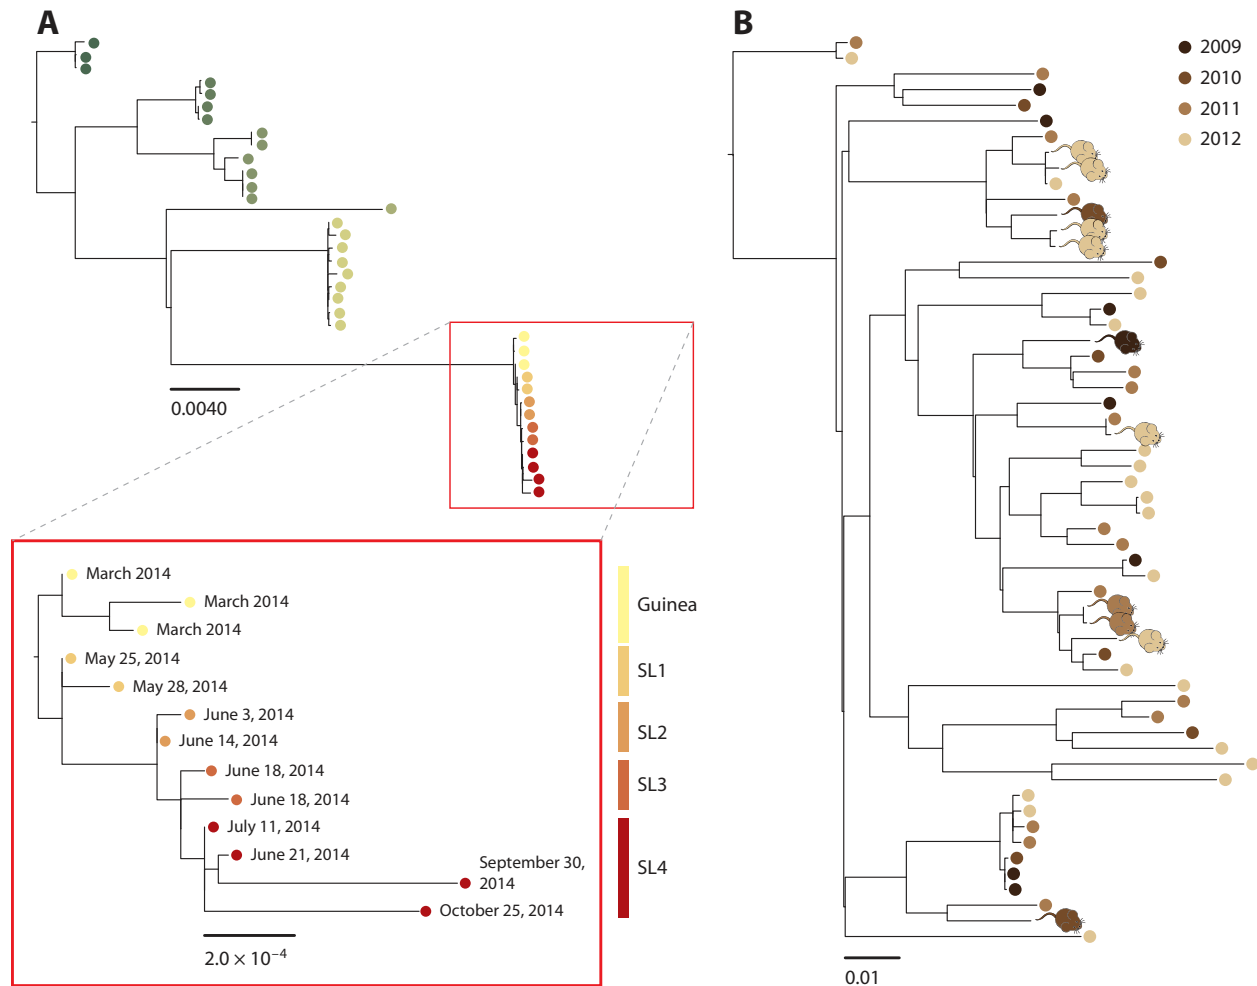 A
0.0040
March 2014
March 2014
March 2014
May 25, 2014
May 28, 2014
June 3, 2014
June 14, 2014
June 18, 2014
June 18, 2014
July 11, 2014
June 21, 2014
September 30,
2014
October 25, 2014
2.0 × 10⁻⁴
Guinea
SL1
SL2
SL3
SL4
B
2009
2010
2011
2012
0.01